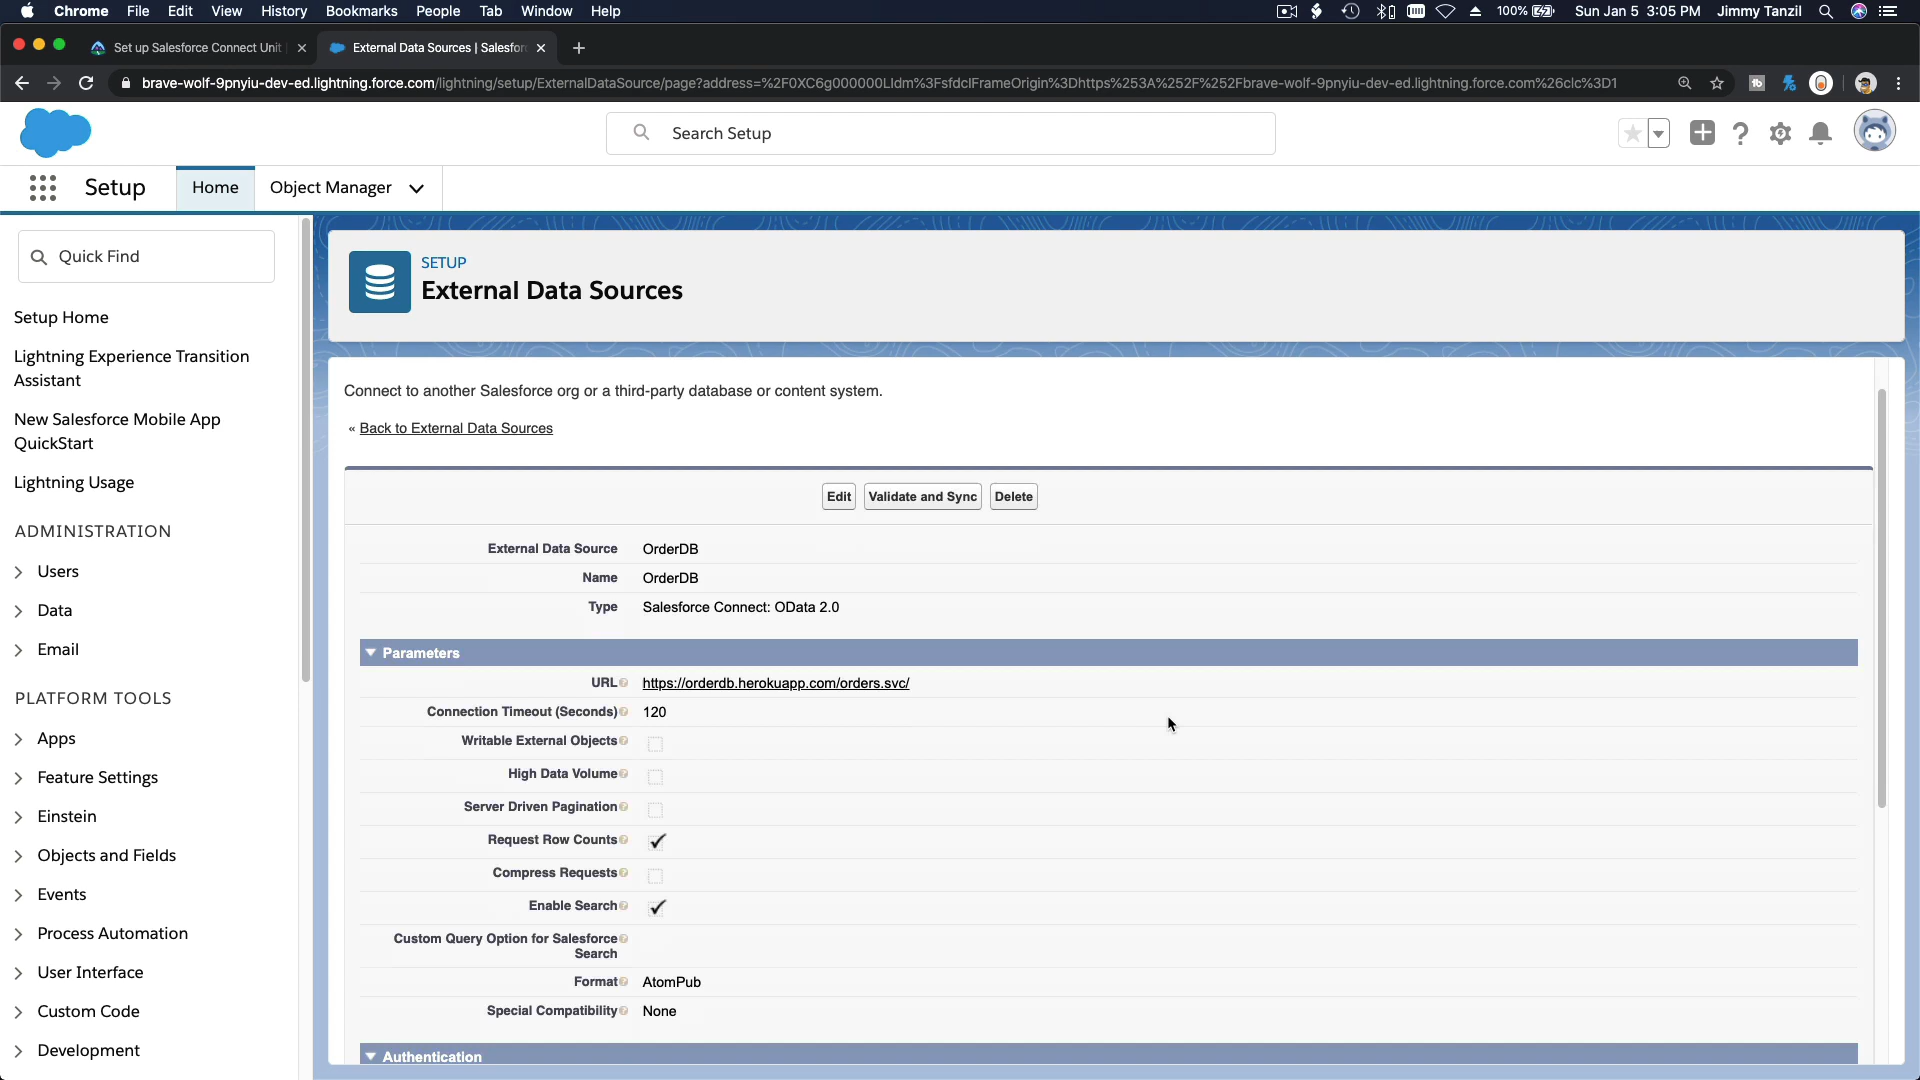 Chrome File Edit View History Bookmarks People Tab Window Help
100% Sun Jan 5 3:05 PM Jimmy Tanzil
Set up Salesforce Connect Unit
External Data Sources | Salesfor
brave-wolf-9pnyiu-dev-ed.lightning.force.com/lightning/setup/ExternalDataSource/page?address=%2F0XC6g000000LIdm%3FsfdcIFrameOrigin%3Dhttps%253A%252F%252Fbrave-wolf-9pnyiu-dev-ed.lightning.force.com%26clc%3D1
Search Setup
Setup
Home
Object Manager
Quick Find
Setup Home
Lightning Experience Transition
Assistant
New Salesforce Mobile App
QuickStart
Lightning Usage
ADMINISTRATION
Users
Data
Email
PLATFORM TOOLS
Apps
Feature Settings
Einstein
Objects and Fields
Events
Process Automation
User Interface
Custom Code
Development
SETUP
External Data Sources
Connect to another Salesforce org or a third-party database or content system.
« Back to External Data Sources
Edit
Validate and Sync
Delete
External Data Source OrderDB
Name OrderDB
Type Salesforce Connect: OData 2.0
Parameters
URL https://orderdb.herokuapp.com/orders.svc/
Connection Timeout (Seconds) 120
Writable External Objects
High Data Volume
Server Driven Pagination
Request Row Counts
Compress Requests
Enable Search
Custom Query Option for Salesforce
Search
Format AtomPub
Special Compatibility None
Authentication